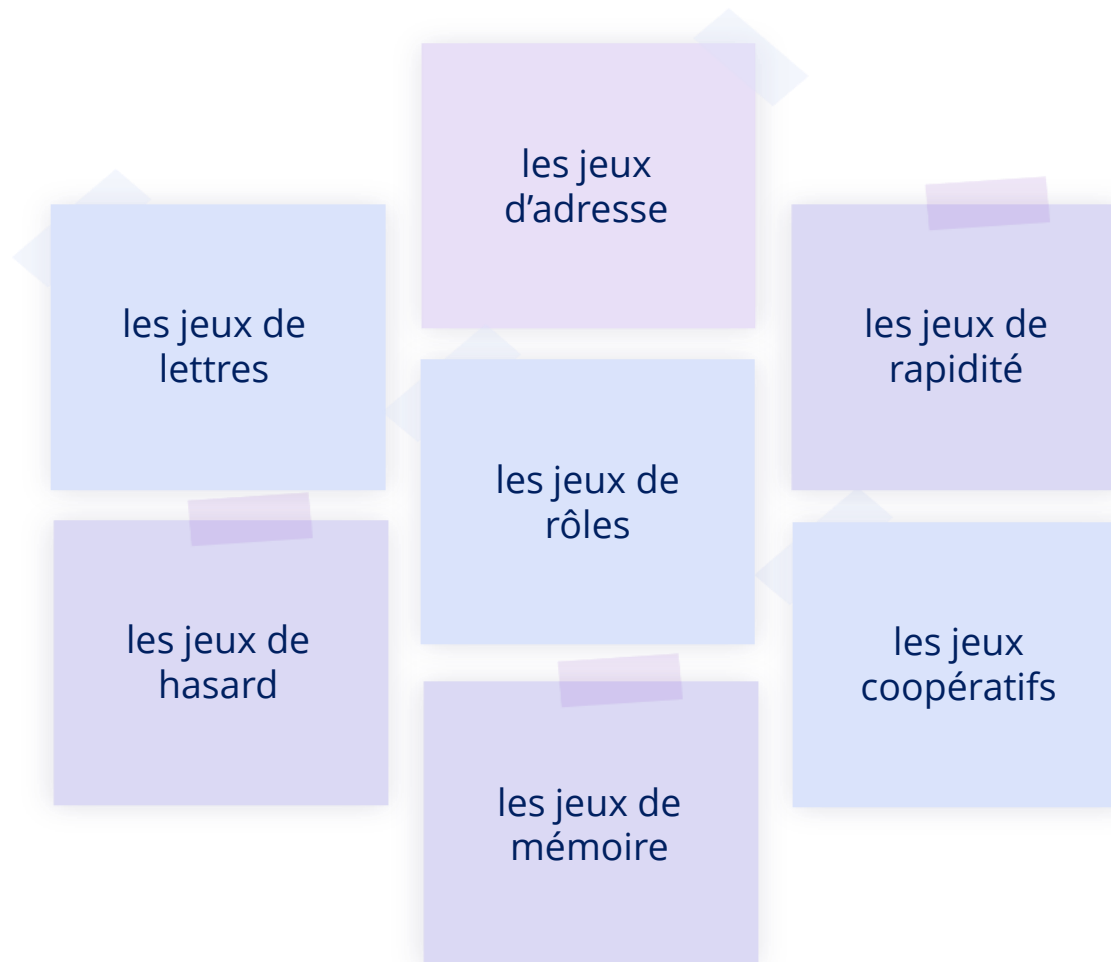 les jeux
d’adresse
les jeux de
lettres
les jeux de
rapidité
les jeux de
rôles
les jeux de
hasard
les jeux
coopératifs
les jeux de
mémoire